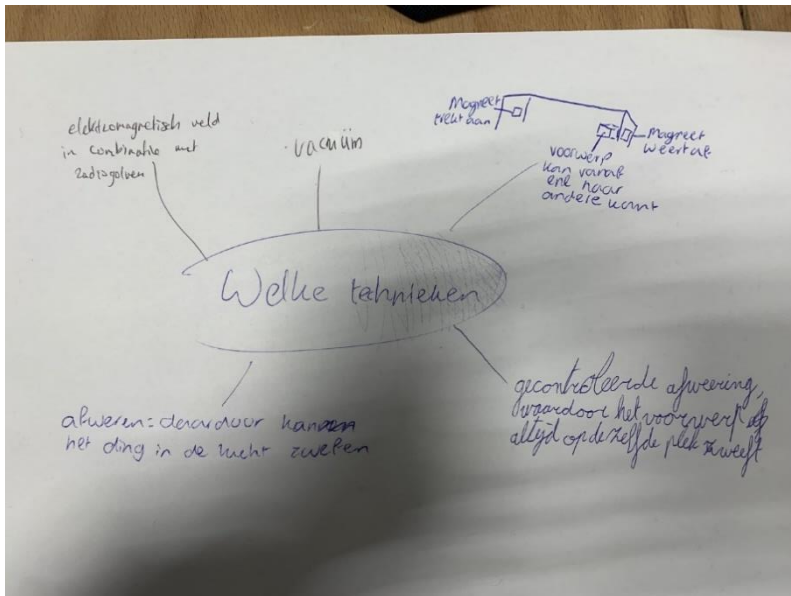 elektromagnetisch veld
in combinatie met
radiogolven
vacuüm
Magneet
trekt aan
Magneet
weert af
voorwerp
kan vanaf
ene naar
andere kant
Welke tehnieken
afweren = daardoor kan
het ding in de lucht zweven
gecontroleerde afweering,
waardoor het voorwerp
altijd op de zelfde plek zweeft